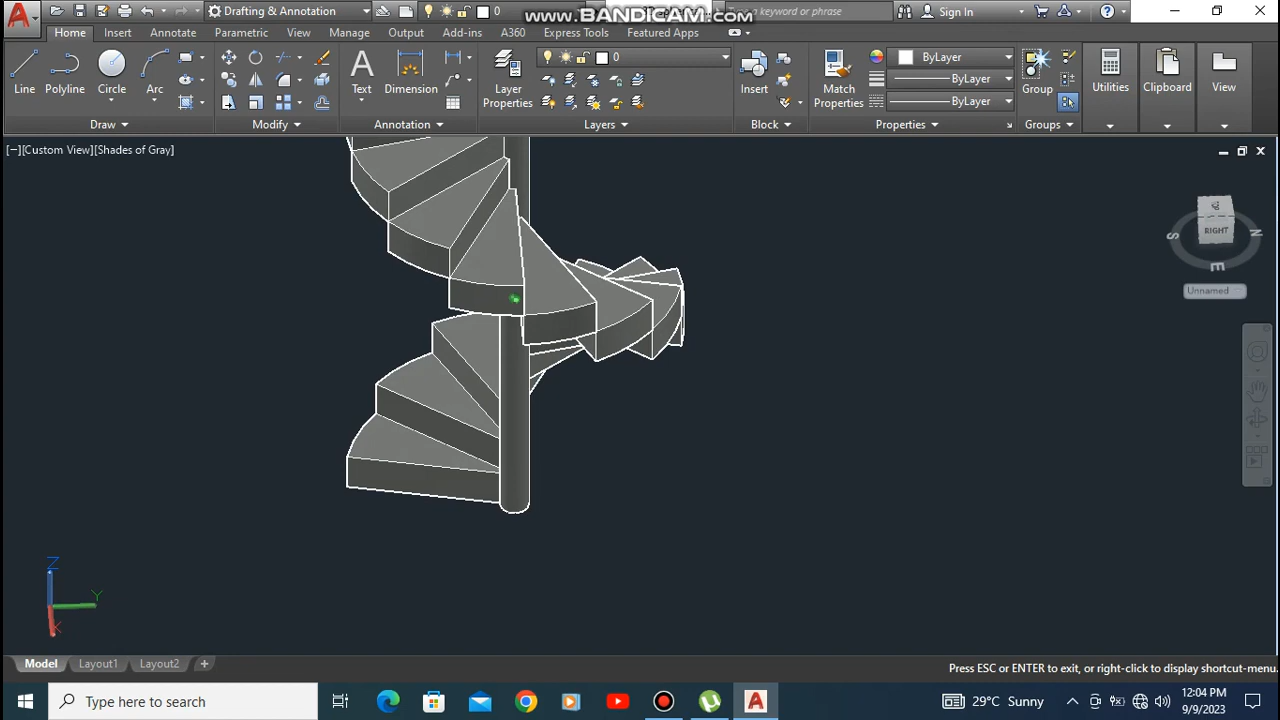 Drafting & Annotation
0
www.BANDICAM.com
keyword or phrase
Sign In
Home
Insert
Annotate
Parametric
View
Manage
Output
Add-ins
A360
Express Tools
Featured Apps
Line
Polyline
Circle
Arc
Text
Dimension
Layer
Properties
0
Insert
Match
Properties
ByLayer
ByLayer
ByLayer
Group
Utilities
Clipboard
View
Draw
Modify
Annotation
Layers
Block
Properties
Groups
[−][Custom View][Shades of Gray]
RIGHT
S
N
E
Unnamed
Z
Y
X
Model
Layout1
Layout2
+
Press ESC or ENTER to exit, or right-click to display shortcut-menu.
Type here to search
29°C Sunny
12:04 PM
9/9/2023